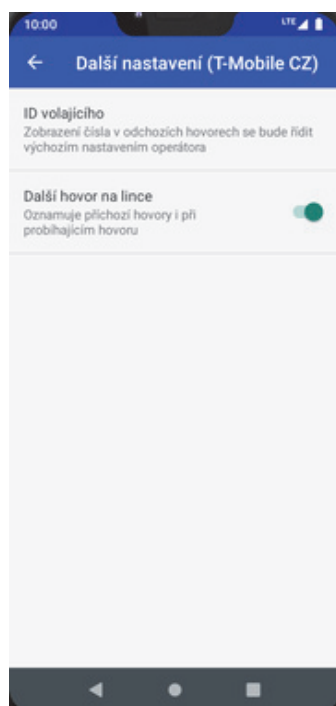 10:00
LTE
Další nastavení (T-Mobile CZ)
ID volajícího
Zobrazení čísla v odchozích hovorech se bude řídit
výchozím nastavením operátora
Další hovor na lince
Oznamuje příchozí hovory i při
probíhajícím hovoru